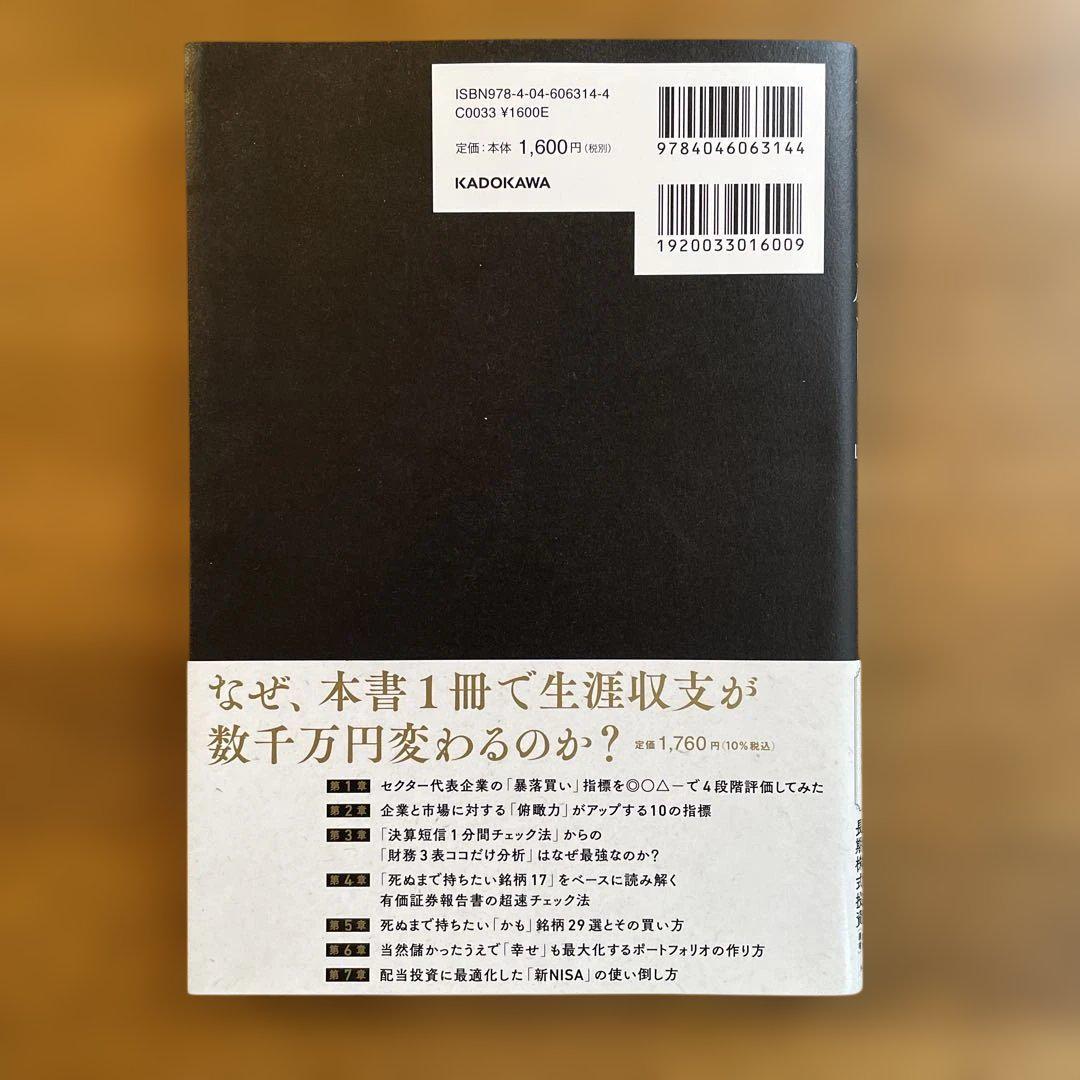 ISBN978-4-04-606314-4
C0033 ¥1600E
定価：本体 1,600円（税別）
KADOKAWA
9784046063144
1920033016009
なぜ、本書1冊で生涯収支が
数千万円変わるのか？ 定価1,760円（10%税込）
第1章 セクター代表企業の「暴落買い」指標を◎○△ーで4段階評価してみた
第2章 企業と市場に対する「俯瞰力」がアップする10の指標
第3章 「決算短信1分間チェック法」からの
「財務3表ココだけ分析」はなぜ最強なのか？
第4章 「死ぬまで持ちたい銘柄17」をベースに読み解く
有価証券報告書の超速チェック法
第5章 死ぬまで持ちたい「かも」銘柄29選とその買い方
第6章 当然儲かったうえで「幸せ」も最大化するポートフォリオの作り方
第7章 配当投資に最適化した「新NISA」の使い倒し方
長期株式投資